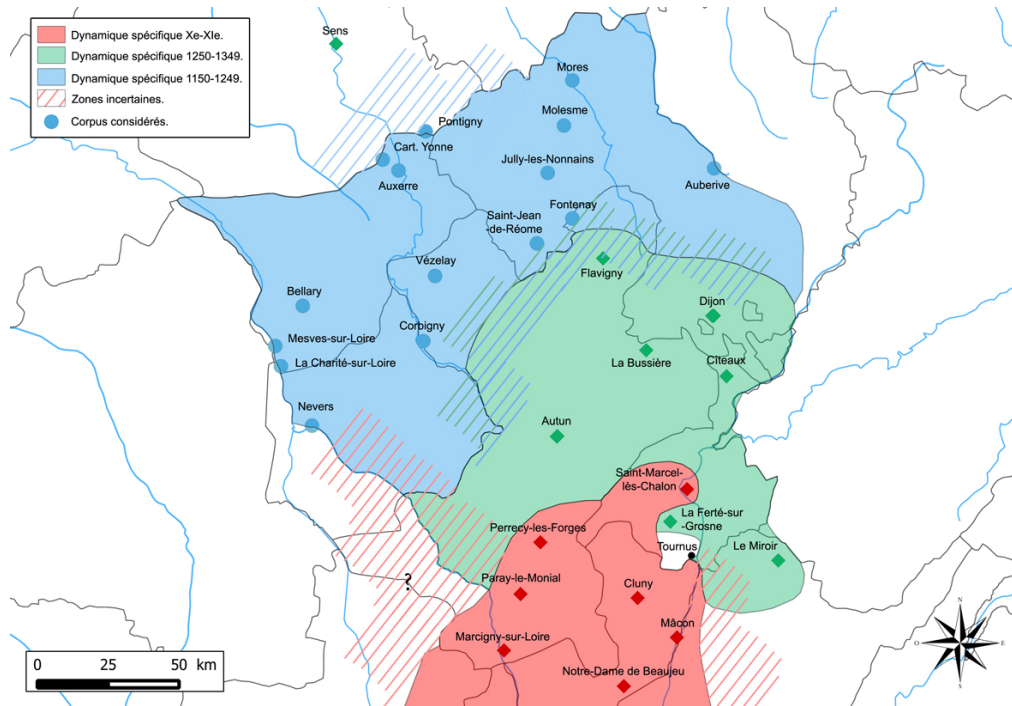 Dynamique spécifique Xe-XIe.
Dynamique spécifique 1250-1349.
Dynamique spécifique 1150-1249.
Zones incertaines.
Corpus considérés.
Sens
Mores
Molesme
Pontigny
Cart. Yonne
Auxerre
Jully-les-Nonnains
Auberive
Fontenay
Saint-Jean
-de-Réome
Vézelay
Flavigny
Bellary
Dijon
Corbigny
Mesves-sur-Loire
La Bussière
Cîteaux
La Charité-sur-Loire
Nevers
Autun
Saint-Marcel-
lès-Chalon
La Ferté-sur
-Grosne
Perrecy-les-Forges
Tournus
Le Miroir
?
Paray-le-Monial
Cluny
Mâcon
Marcigny-sur-Loire
Notre-Dame de Beaujeu
0 25 50 km
N
O
E
S